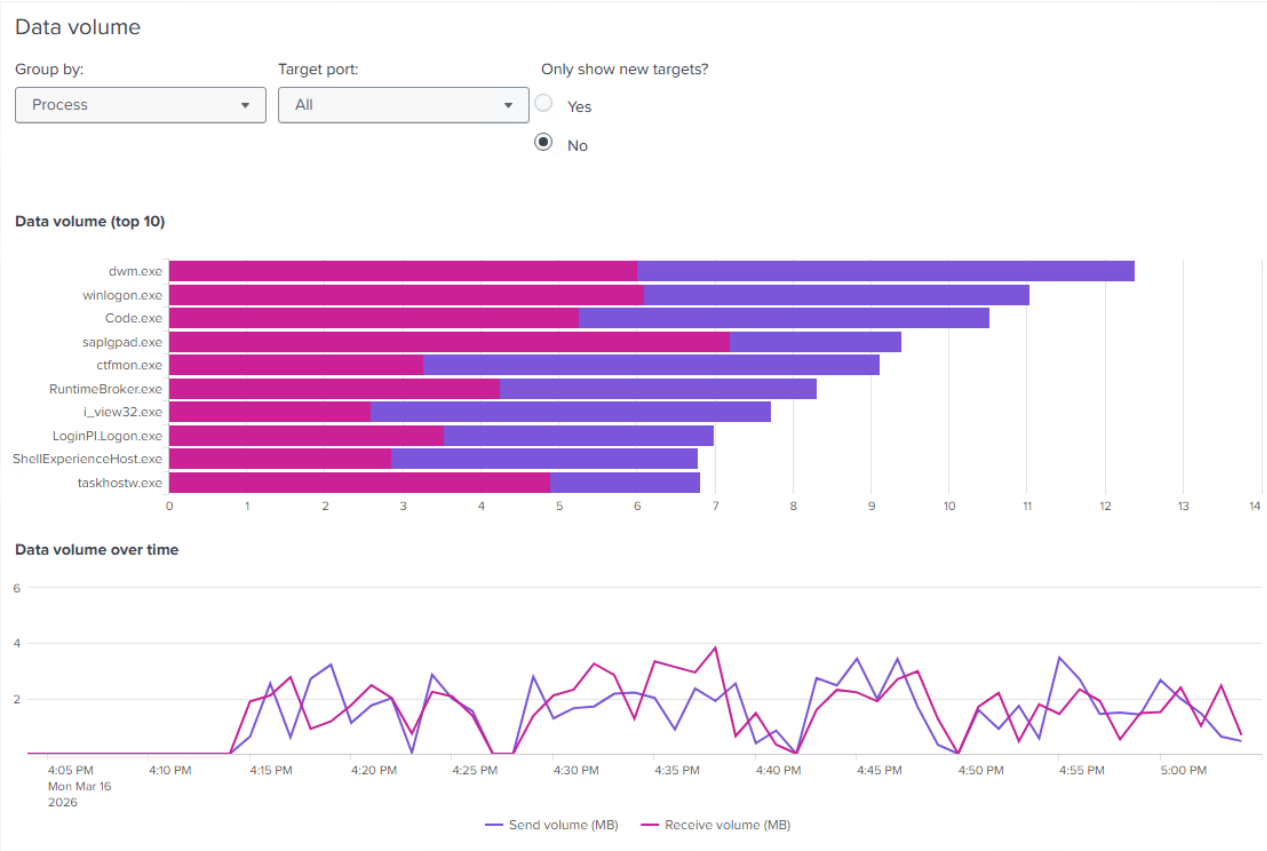 Data volume
Group by: Target port: Only show new targets?
Process All Yes
No
Data volume (top 10)
dwm.exe
winlogon.exe
Code.exe
saplgpad.exe
ctfmon.exe
RuntimeBroker.exe
i_view32.exe
LoginPI.Logon.exe
ShellExperienceHost.exe
taskhostw.exe
0 1 2 3 4 5 6 7 8 9 10 11 12 13 14
Data volume over time
6
4
2
4:05 PM 4:10 PM 4:15 PM 4:20 PM 4:25 PM 4:30 PM 4:35 PM 4:40 PM 4:45 PM 4:50 PM 4:55 PM 5:00 PM
Mon Mar 16
2026
Send volume (MB) Receive volume (MB)